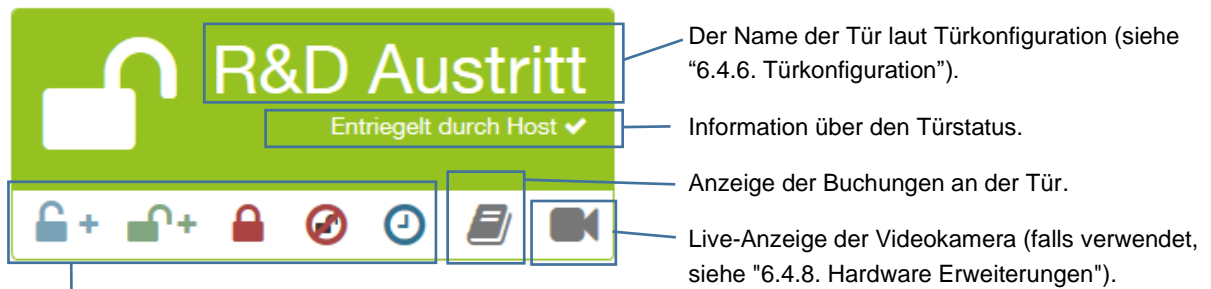 R&D Austritt
Entriegelt durch Host
Der Name der Tür laut Türkonfiguration (siehe
“6.4.6. Türkonfiguration”).
Information über den Türstatus.
Anzeige der Buchungen an der Tür.
Live-Anzeige der Videokamera (falls verwendet,
siehe "6.4.8. Hardware Erweiterungen").